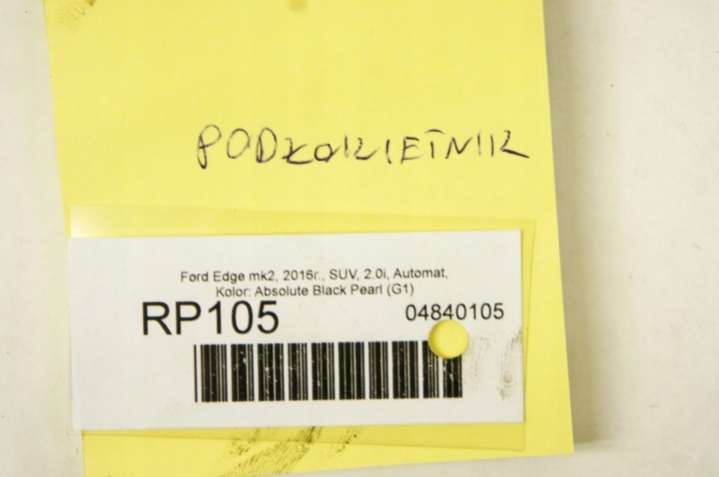 PODŁOKIETNIK
Ford Edge mk2, 2016r., SUV, 2.0i, Automat,
Kolor: Absolute Black Pearl (G1)
RP105
04840105